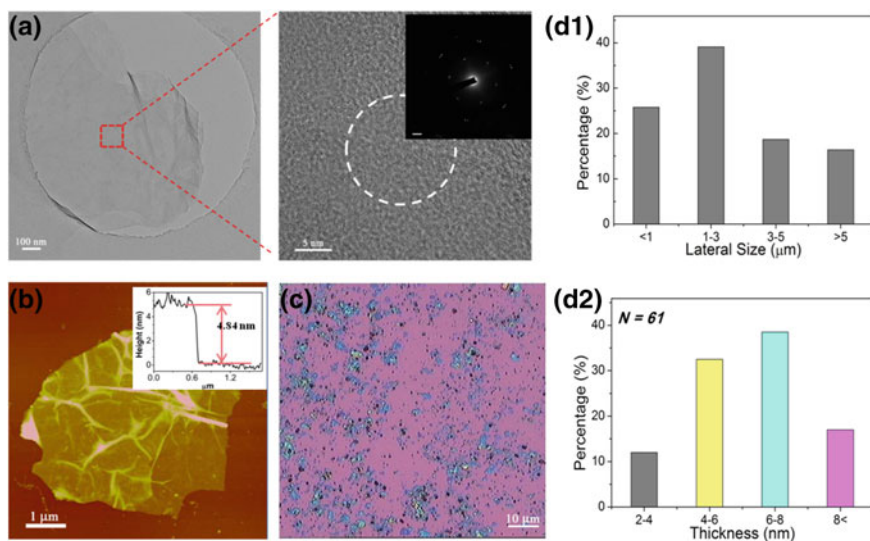 (a)
100 nm
5 nm
(d1)
Percentage (%)
40
30
20
10
0
<1
1-3
3-5
>5
Lateral Size (μm)
(b)
Height (nm)
6
4
2
0
4.84 nm
0.0
0.6
1.2
μm
1 μm
(c)
10 μm
(d2)
N = 61
Percentage (%)
40
30
20
10
0
2-4
4-6
6-8
8<
Thickness (nm)